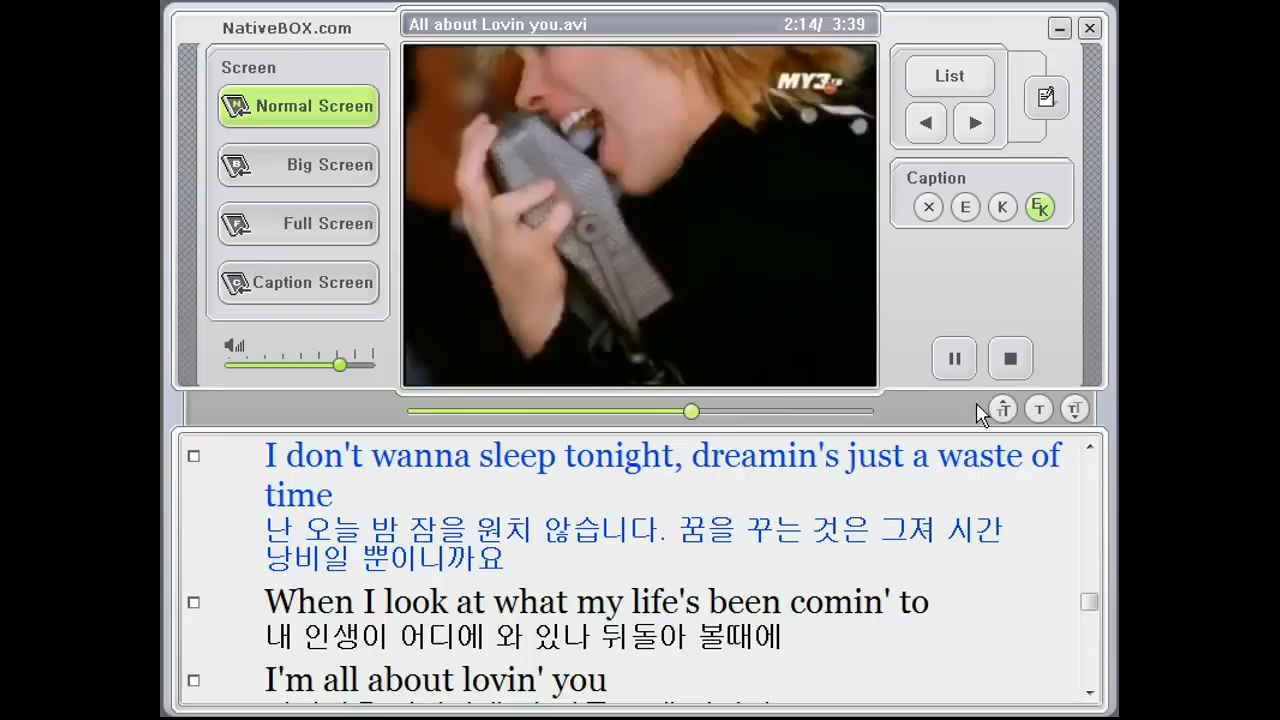 NativeBOX.com
All about Lovin you.avi
2:14/ 3:39
Screen
Normal Screen
Big Screen
Full Screen
Caption Screen
List
Caption
X E K EK
T T T
I don't wanna sleep tonight, dreamin's just a waste of
time
난 오늘 밤 잠을 원치 않습니다. 꿈을 꾸는 것은 그저 시간
낭비일 뿐이니까요
When I look at what my life's been comin' to
내 인생이 어디에 와 있나 뒤돌아 볼때에
I'm all about lovin' you